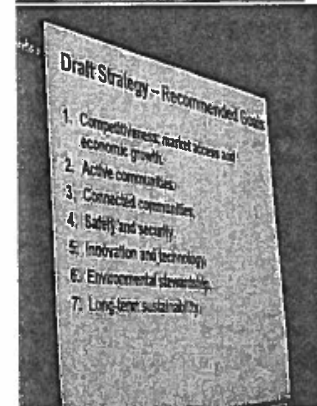 Draft Strategy – Recommended Goals
1. Competitiveness, market access and
economic growth.
2. Active communities.
3. Connected communities.
4. Safety and security.
5. Innovation and technology.
6. Environmental stewardship.
7. Long-term sustainability.